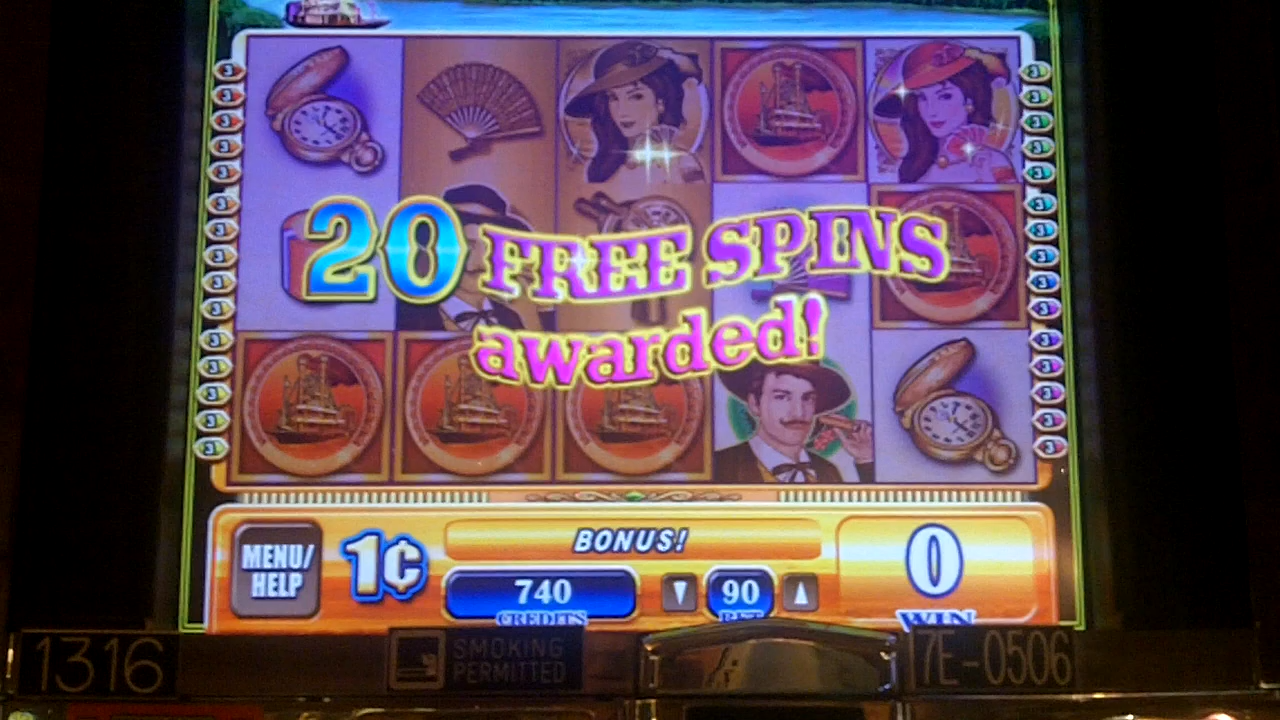 20 FREE SPINS
awarded!
MENU/
HELP
1¢
BONUS!
740
CREDITS
90
BET
0
WIN
1316
SMOKING
PERMITTED
7E-0506